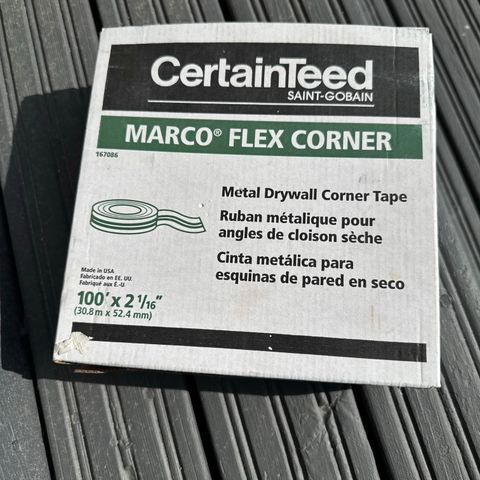 CertainTeed
SAINT-GOBAIN
MARCO® FLEX CORNER
167086
Metal Drywall Corner Tape
Ruban métalique pour
angles de cloison sèche
Cinta metálica para
esquinas de pared en seco
Made in USA
Fabricado en EE. UU.
Fabriqué aux É.-U.
100' x 2 1/16"
(30.8 m x 52.4 mm)